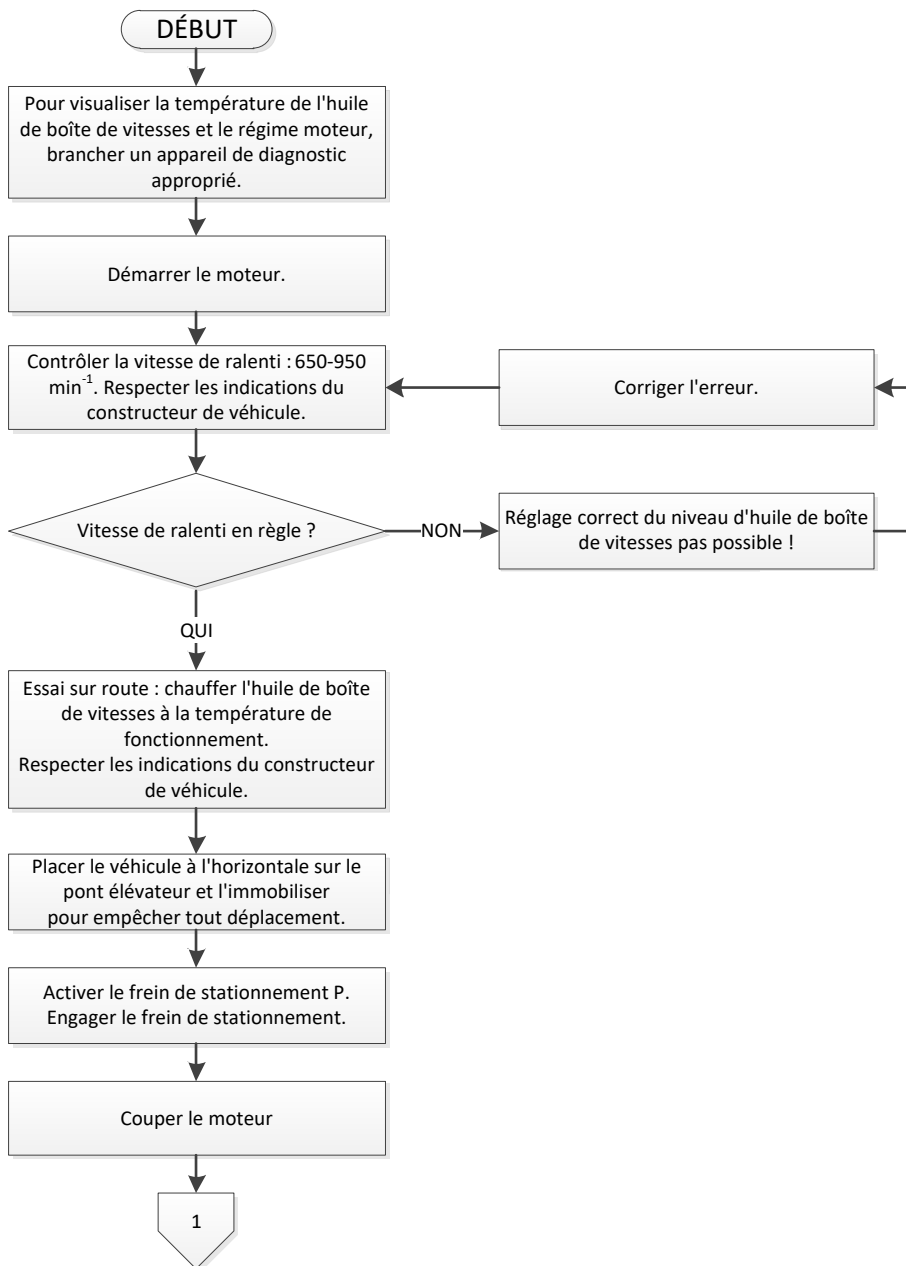 DÉBUT
Pour visualiser la température de l'huile
de boîte de vitesses et le régime moteur,
brancher un appareil de diagnostic
approprié.
Démarrer le moteur.
Contrôler la vitesse de ralenti : 650-950
min⁻¹. Respecter les indications du
constructeur de véhicule.
Corriger l'erreur.
Vitesse de ralenti en règle ?
NON
Réglage correct du niveau d'huile de boîte
de vitesses pas possible !
QUI
Essai sur route : chauffer l'huile de boîte
de vitesses à la température de
fonctionnement.
Respecter les indications du constructeur
de véhicule.
Placer le véhicule à l'horizontale sur le
pont élévateur et l'immobiliser
pour empêcher tout déplacement.
Activer le frein de stationnement P.
Engager le frein de stationnement.
Couper le moteur
1